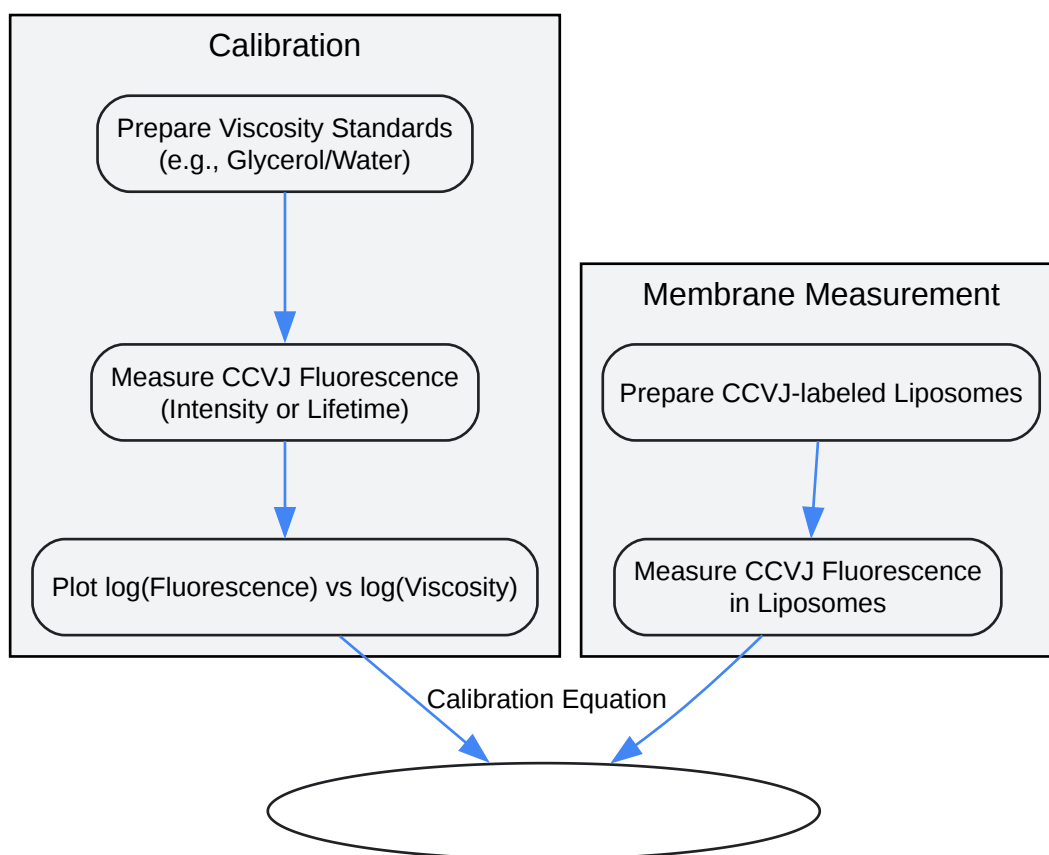 Calibration
Prepare Viscosity Standards
(e.g., Glycerol/Water)
Measure CCVJ Fluorescence
(Intensity or Lifetime)
Plot log(Fluorescence) vs log(Viscosity)
Membrane Measurement
Prepare CCVJ-labeled Liposomes
Measure CCVJ Fluorescence
in Liposomes
Calibration Equation